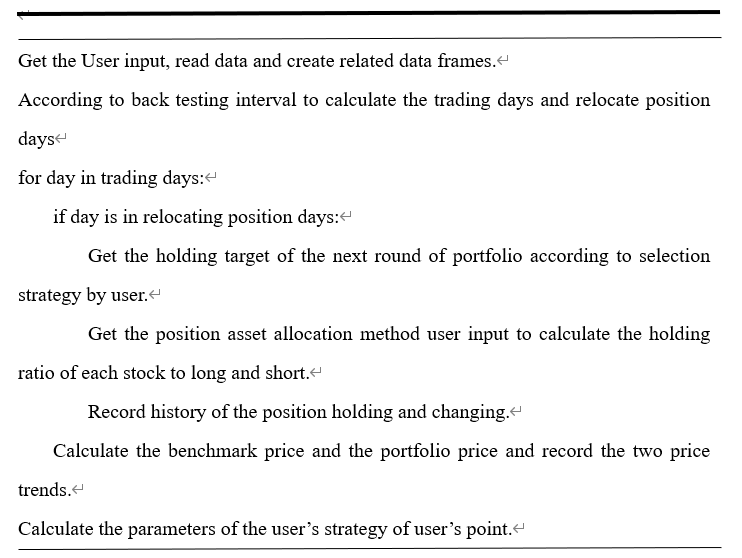 Get the User input, read data and create related data frames.↵
According to back testing interval to calculate the trading days and relocate position
days↵
for day in trading days:↵
if day is in relocating position days:↵
Get the holding target of the next round of portfolio according to selection
strategy by user.↵
Get the position asset allocation method user input to calculate the holding
ratio of each stock to long and short.↵
Record history of the position holding and changing.↵
Calculate the benchmark price and the portfolio price and record the two price
trends.↵
Calculate the parameters of the user’s strategy of user’s point.↵